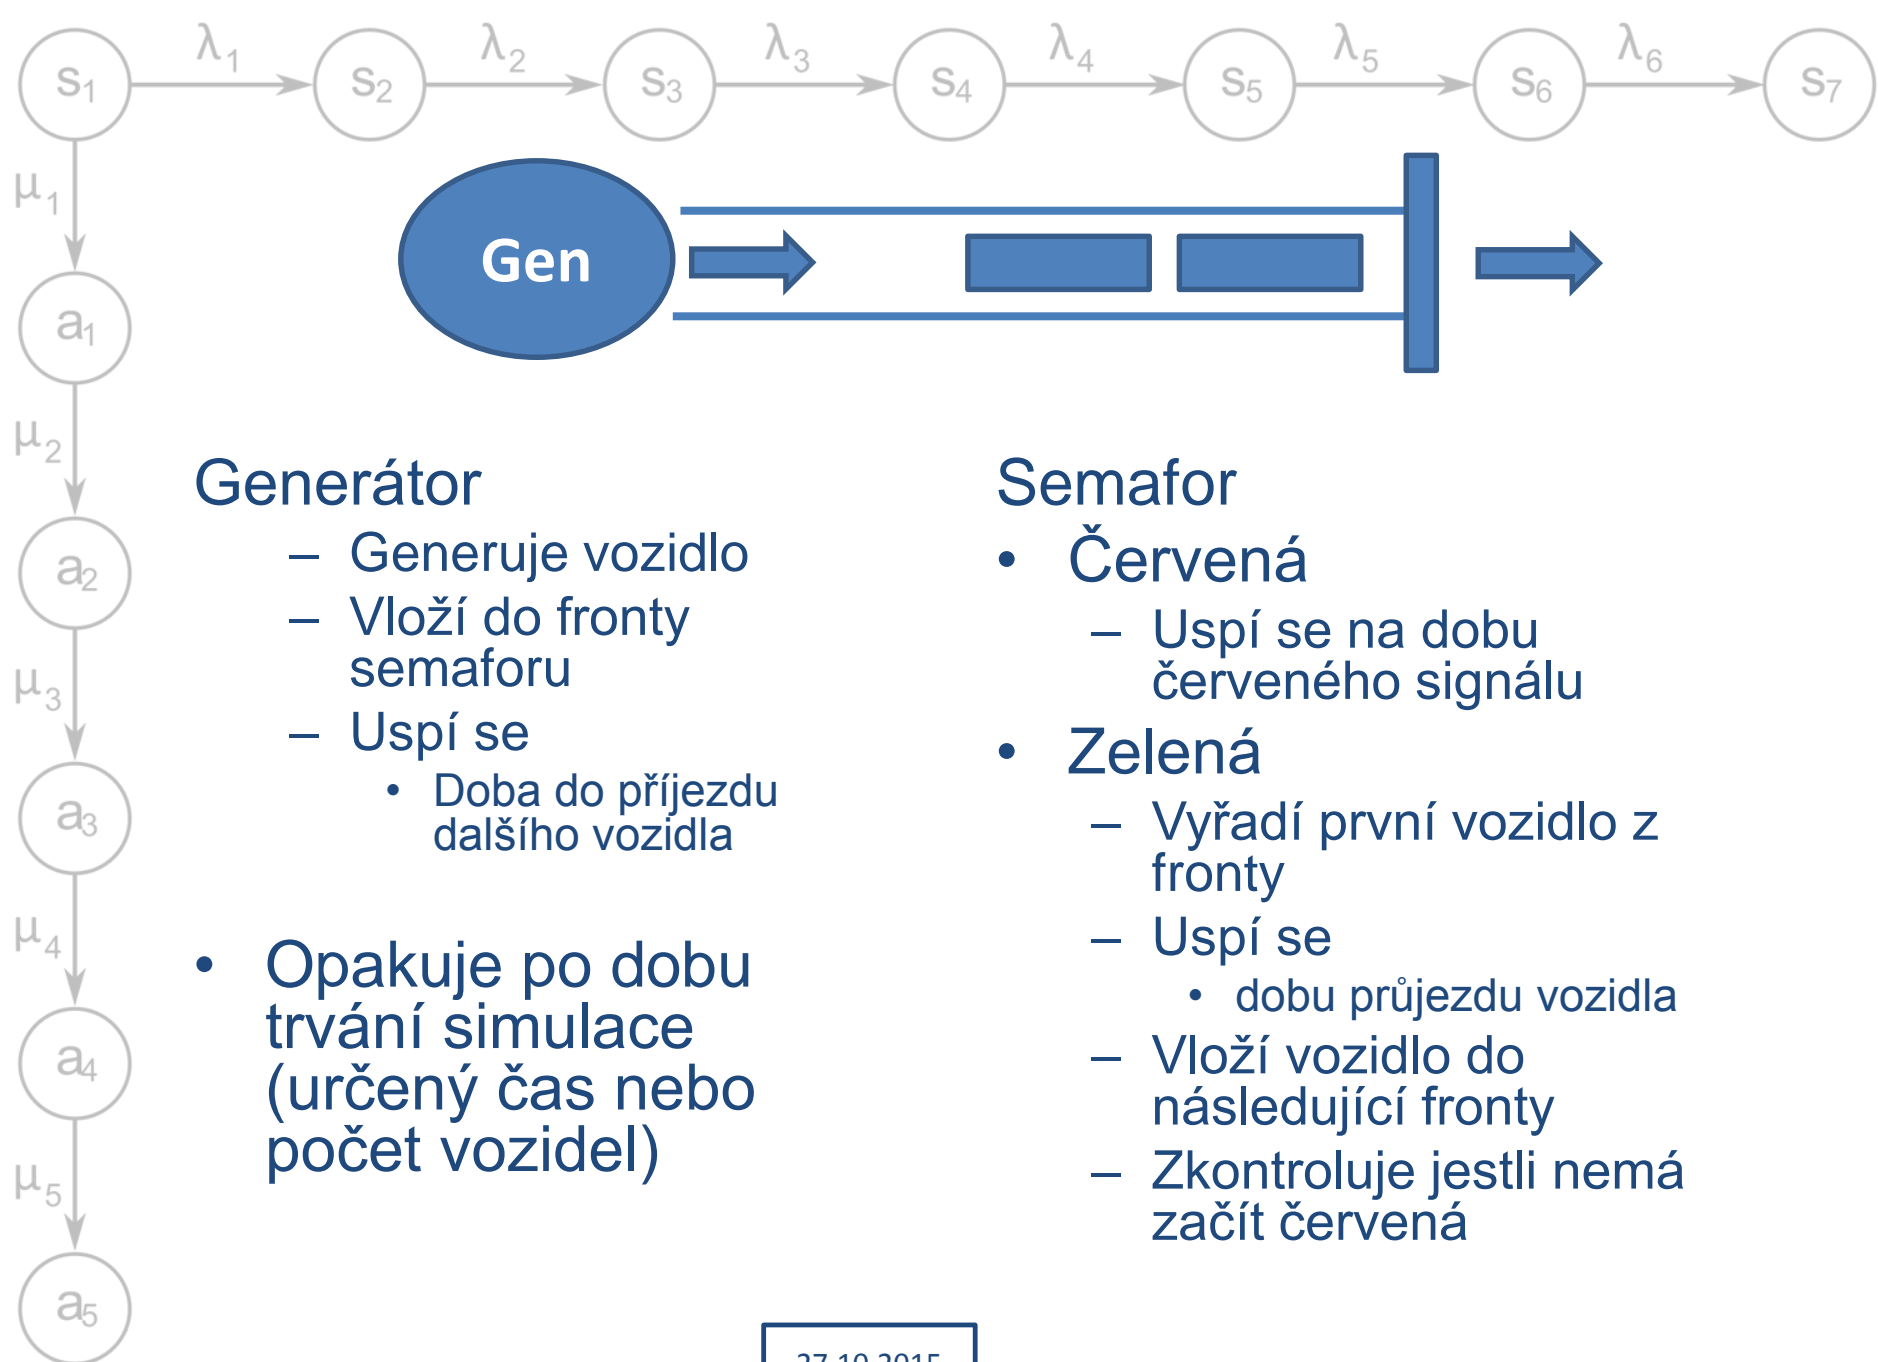 s1 λ1 s2 λ2 s3 λ3 s4 λ4 s5 λ5 s6 λ6 s7
μ1
a1
μ2
a2
μ3
a3
μ4
a4
μ5
a5
Gen
Generátor
– Generuje vozidlo
– Vloží do fronty
semaforu
– Uspí se
• Doba do příjezdu
dalšího vozidla
• Opakuje po dobu
trvání simulace
(určený čas nebo
počet vozidel)
Semafor
• Červená
– Uspí se na dobu
červeného signálu
• Zelená
– Vyřadí první vozidlo z
fronty
– Uspí se
• dobu průjezdu vozidla
– Vloží vozidlo do
následující fronty
– Zkontroluje jestli nemá
začít červená
27.10.2015